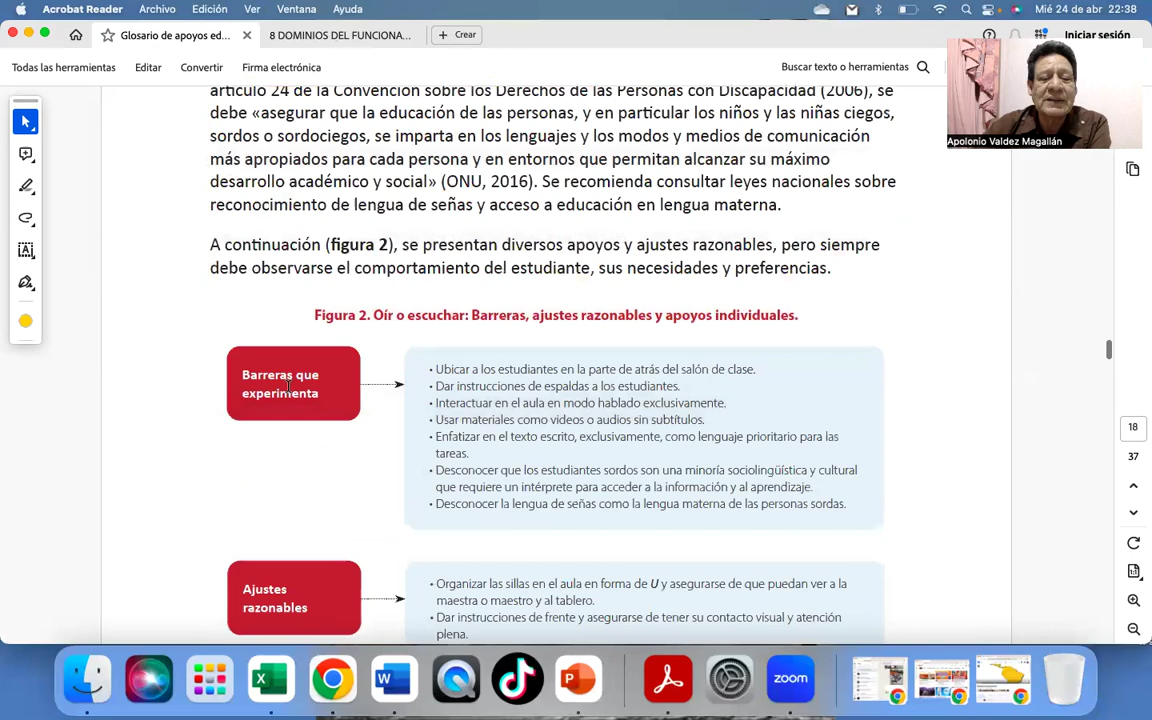 Acrobat Reader Archivo Edición Ver Ventana Ayuda Mié 24 de abr 22:38
Glosario de apoyos ed... 8 DOMINIOS DEL FUNCIONA... + Crear Iniciar sesión
Todas las herramientas Editar Convertir Firma electrónica Buscar texto o herramientas
Apolonio Valdez Magallán
artículo 24 de la Convención sobre los Derechos de las Personas con Discapacidad (2006), se
debe «asegurar que la educación de las personas, y en particular los niños y las niñas ciegos,
sordos o sordociegos, se imparta en los lenguajes y los modos y medios de comunicación
más apropiados para cada persona y en entornos que permitan alcanzar su máximo
desarrollo académico y social» (ONU, 2016). Se recomienda consultar leyes nacionales sobre
reconocimiento de lengua de señas y acceso a educación en lengua materna.
A continuación (figura 2), se presentan diversos apoyos y ajustes razonables, pero siempre
debe observarse el comportamiento del estudiante, sus necesidades y preferencias.
Figura 2. Oír o escuchar: Barreras, ajustes razonables y apoyos individuales.
Barreras que
experimenta
• Ubicar a los estudiantes en la parte de atrás del salón de clase.
• Dar instrucciones de espaldas a los estudiantes.
• Interactuar en el aula en modo hablado exclusivamente.
• Usar materiales como videos o audios sin subtítulos.
• Enfatizar en el texto escrito, exclusivamente, como lenguaje prioritario para las
tareas.
• Desconocer que los estudiantes sordos son una minoría sociolingüística y cultural
que requiere un intérprete para acceder a la información y al aprendizaje.
• Desconocer la lengua de señas como la lengua materna de las personas sordas.
18
37
Ajustes
razonables
• Organizar las sillas en el aula en forma de U y asegurarse de que puedan ver a la
maestra o maestro y al tablero.
• Dar instrucciones de frente y asegurarse de tener su contacto visual y atención
plena.
zoom